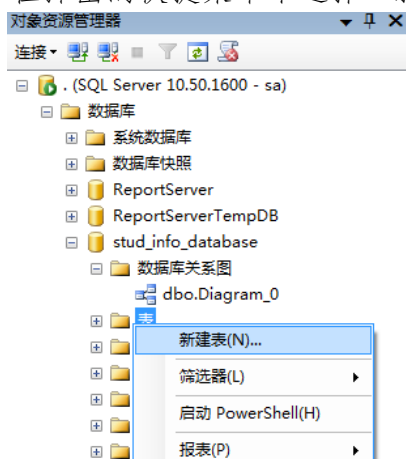 对象资源管理器
连接
. (SQL Server 10.50.1600 - sa)
数据库
系统数据库
数据库快照
ReportServer
ReportServerTempDB
stud_info_database
数据库关系图
dbo.Diagram_0
表
新建表(N)...
筛选器(L)
启动 PowerShell(H)
报表(P)